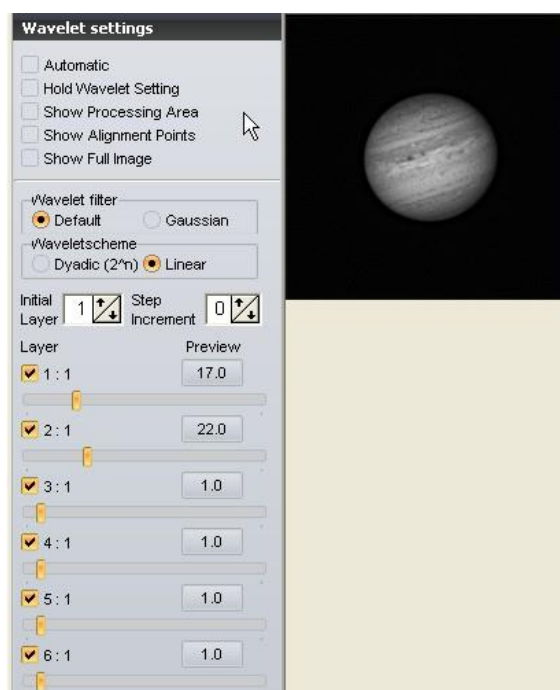 Wavelet settings
Automatic
Hold Wavelet Setting
Show Processing Area
Show Alignment Points
Show Full Image
Wavelet filter
Default Gaussian
Waveletscheme
Dyadic (2^n) Linear
Initial Layer 1 Step Increment 0
Layer Preview
1 : 1 17.0
2 : 1 22.0
3 : 1 1.0
4 : 1 1.0
5 : 1 1.0
6 : 1 1.0